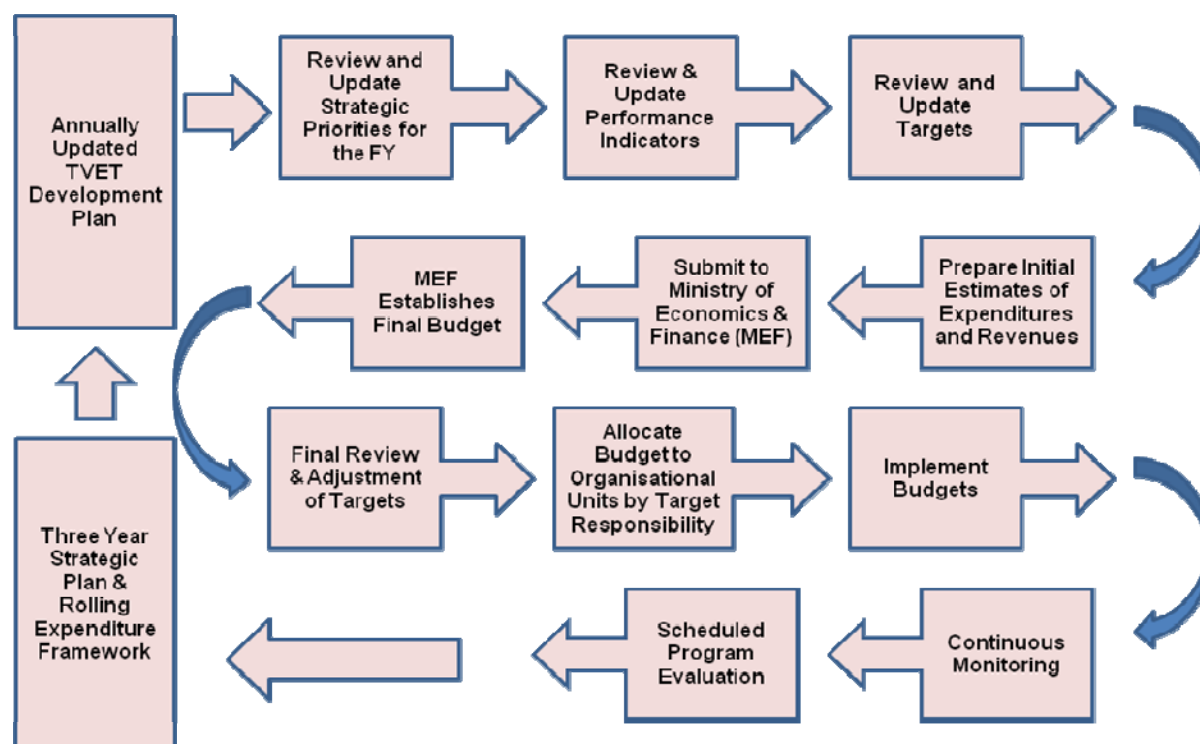 Annually
Updated
TVET
Development
Plan
Review and
Update
Strategic
Priorities for
the FY
Review &
Update
Performance
Indicators
Review and
Update
Targets
Prepare Initial
Estimates of
Expenditures
and Revenues
Submit to
Ministry of
Economics &
Finance (MEF)
MEF
Establishes
Final Budget
Final Review
& Adjustment
of Targets
Allocate
Budget to
Organisational
Units by Target
Responsibility
Implement
Budgets
Continuous
Monitoring
Scheduled
Program
Evaluation
Three Year
Strategic
Plan &
Rolling
Expenditure
Framework